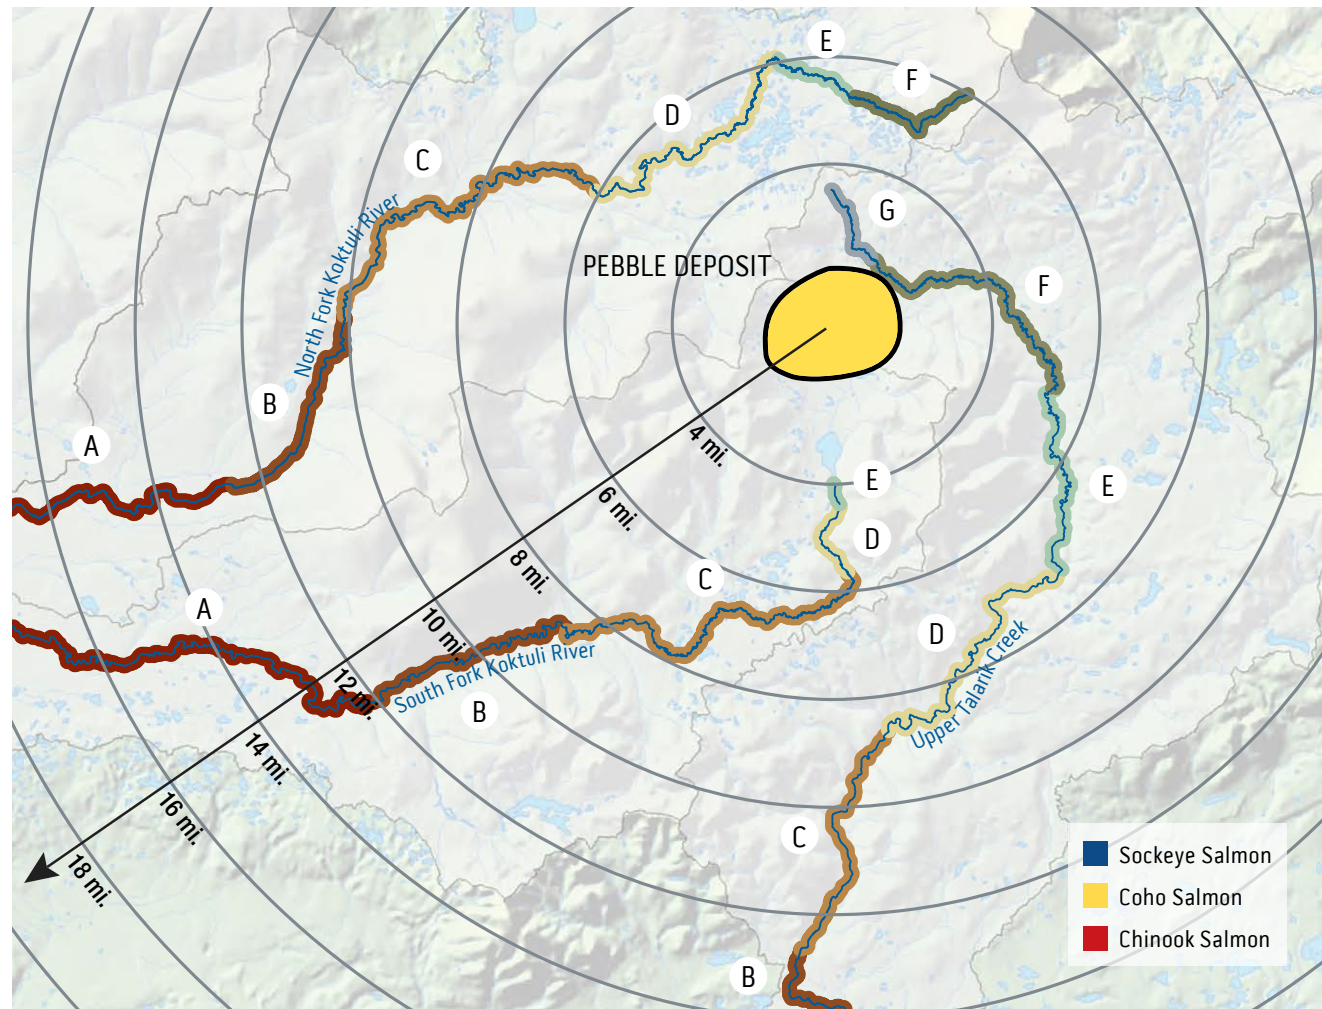 E
F
D
C
G
North Fork Koktuli River
PEBBLE DEPOSIT
F
B
A
4 mi.
E
E
6 mi.
D
8 mi.
C
A
10 mi.
D
Upper Talarik Creek
South Fork Koktuli River
12 mi.
B
14 mi.
16 mi.
C
18 mi.
B
Sockeye Salmon
Coho Salmon
Chinook Salmon